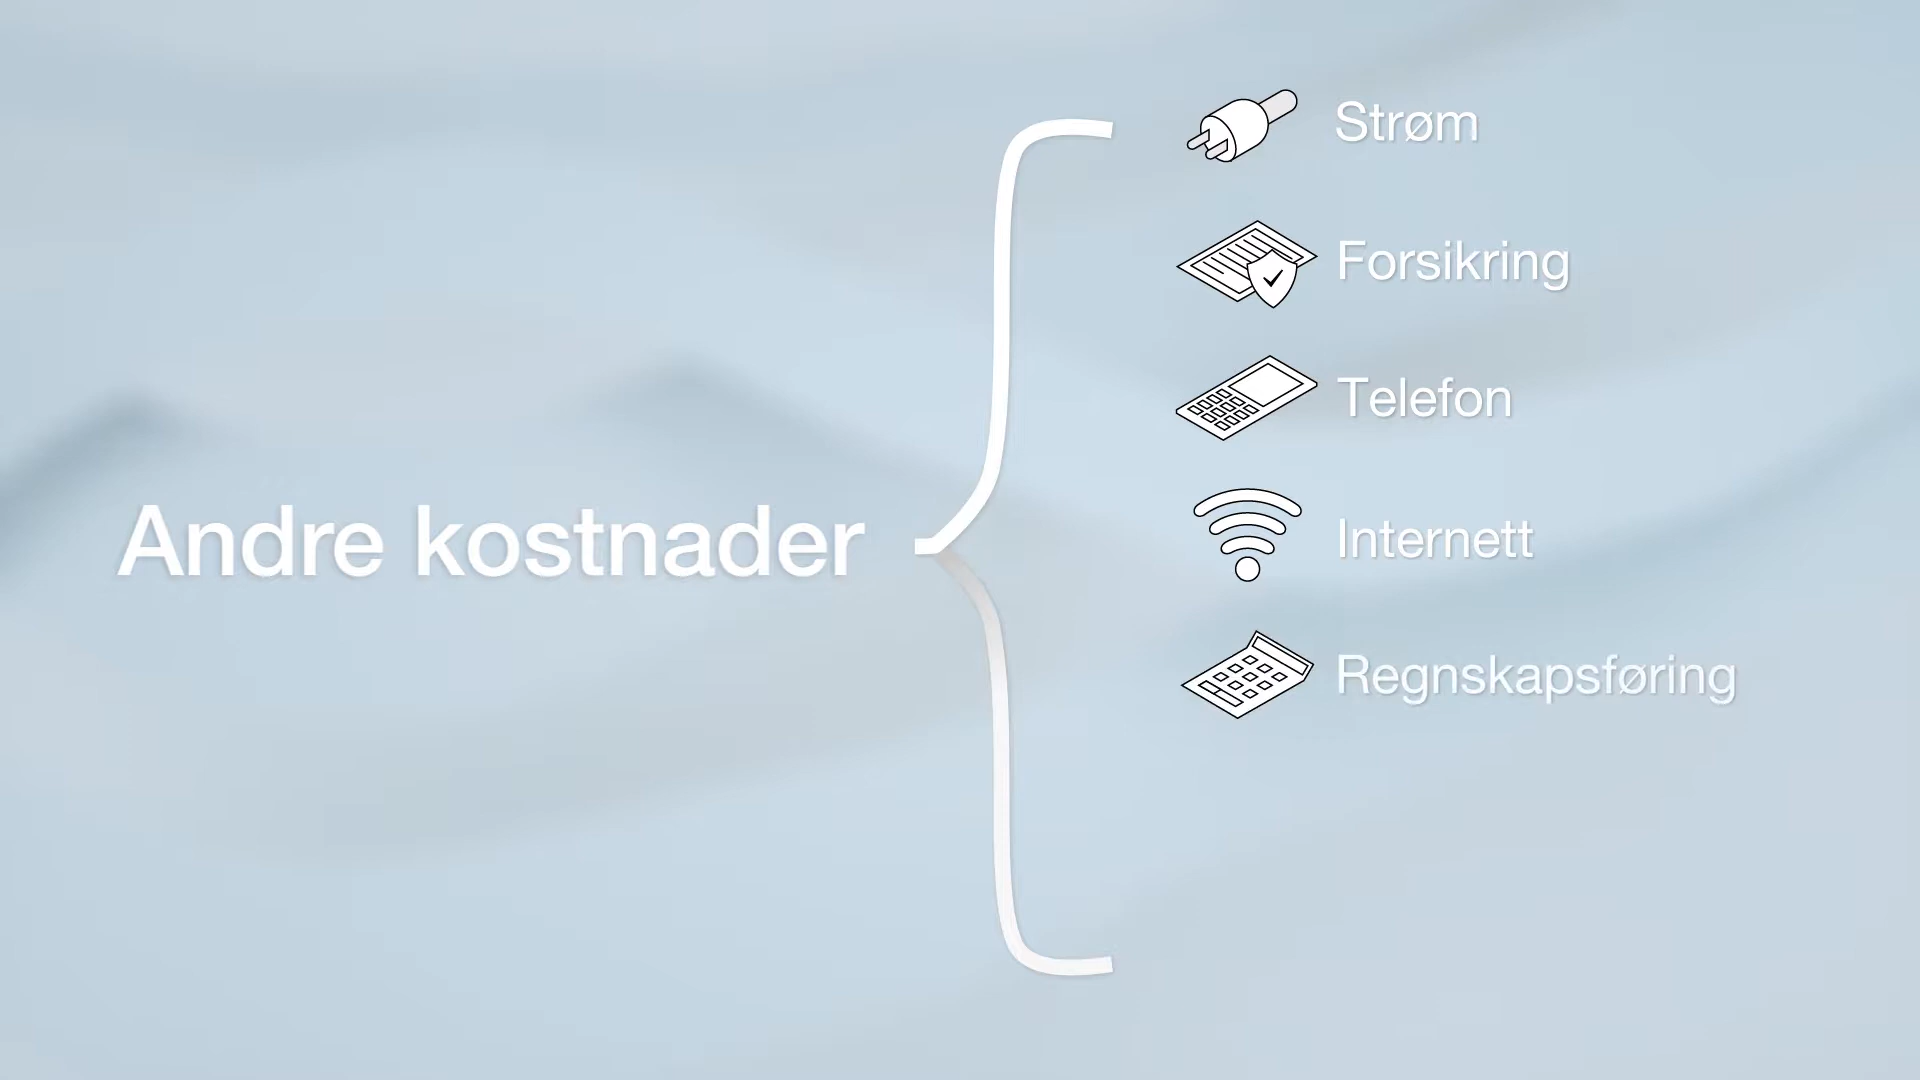 Andre kostnader
Strøm
Forsikring
Telefon
Internett
Regnskapsføring